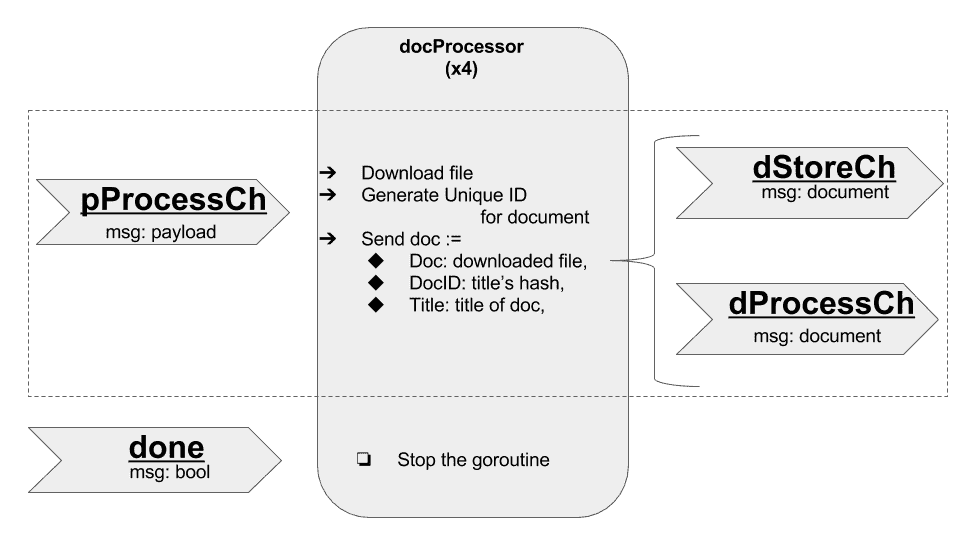 docProcessor
(x4)
pProcessCh
msg: payload
➔ Download file
➔ Generate Unique ID
for document
➔ Send doc :=
◆ Doc: downloaded file,
◆ DocID: title's hash,
◆ Title: title of doc,
dStoreCh
msg: document
dProcessCh
msg: document
done
msg: bool
❏ Stop the goroutine